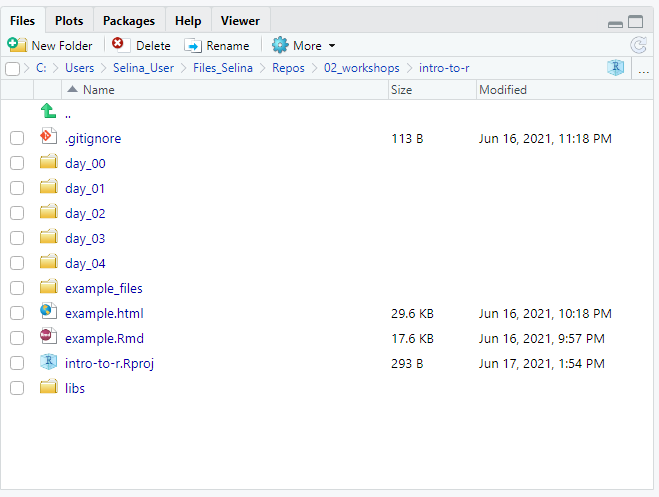 Files Plots Packages Help Viewer
New Folder Delete Rename More
C: Users Selina_User Files_Selina Repos 02_workshops intro-to-r R ...
Name Size Modified
..
.gitignore 113 B Jun 16, 2021, 11:18 PM
day_00
day_01
day_02
day_03
day_04
example_files
example.html 29.6 KB Jun 16, 2021, 10:18 PM
example.Rmd 17.6 KB Jun 16, 2021, 9:57 PM
intro-to-r.Rproj 293 B Jun 17, 2021, 1:54 PM
libs